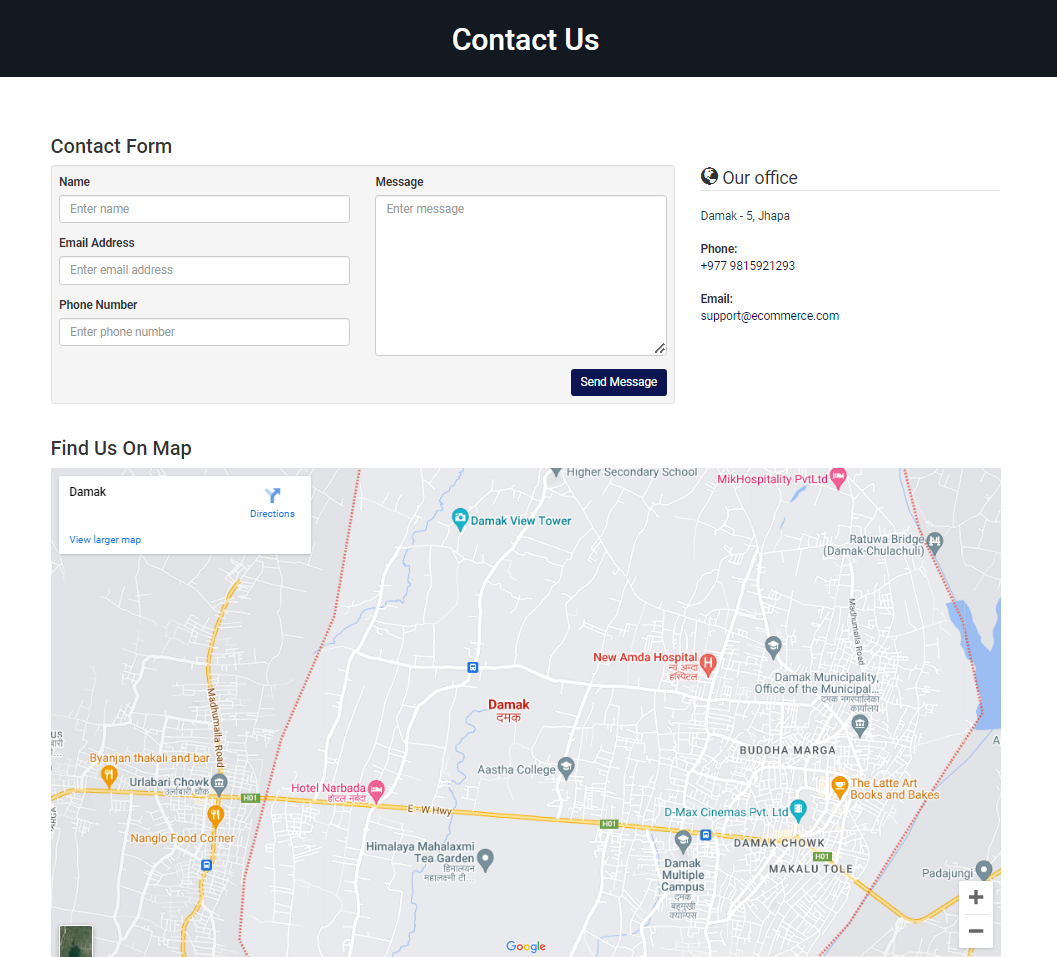 Contact Us
Contact Form
Name
Enter name
Email Address
Enter email address
Phone Number
Enter phone number
Message
Enter message
Send Message
Our office
Damak - 5, Jhapa
Phone:
+977 9815921293
Email:
support@ecommerce.com
Find Us On Map
Damak
Directions
View larger map
Higher Secondary School
MikHospitality PvtLtd
Damak View Tower
Ratuwa Bridge
(Damak-Chulachuli)
Madhumalla Road
New Amda Hospital
न्यू अम्दा
हस्पिटल
Damak Municipality,
Office of the Municipal...
दमक नगरपालिका
कार्यालय
Damak
दमक
Madhumalla Road
BUDDHA MARGA
Byanjan thakali and bar
Urlabari Chowk
उर्लाबारी चौक
Aastha College
Hotel Narbada
होटल नर्बदा
The Latte Art
Books and Bakes
H01
E - W Hwy
H01
D-Max Cinemas Pvt. Ltd
Nanglo Food Corner
DAMAK CHOWK
H01
MAKALU TOLE
Himalaya Mahalaxmi
Tea Garden
हिमालयन
महालक्ष्मी टी...
Damak
Multiple
Campus
दमक
बहुमुखी
क्याम्पस
Padajungi
Google